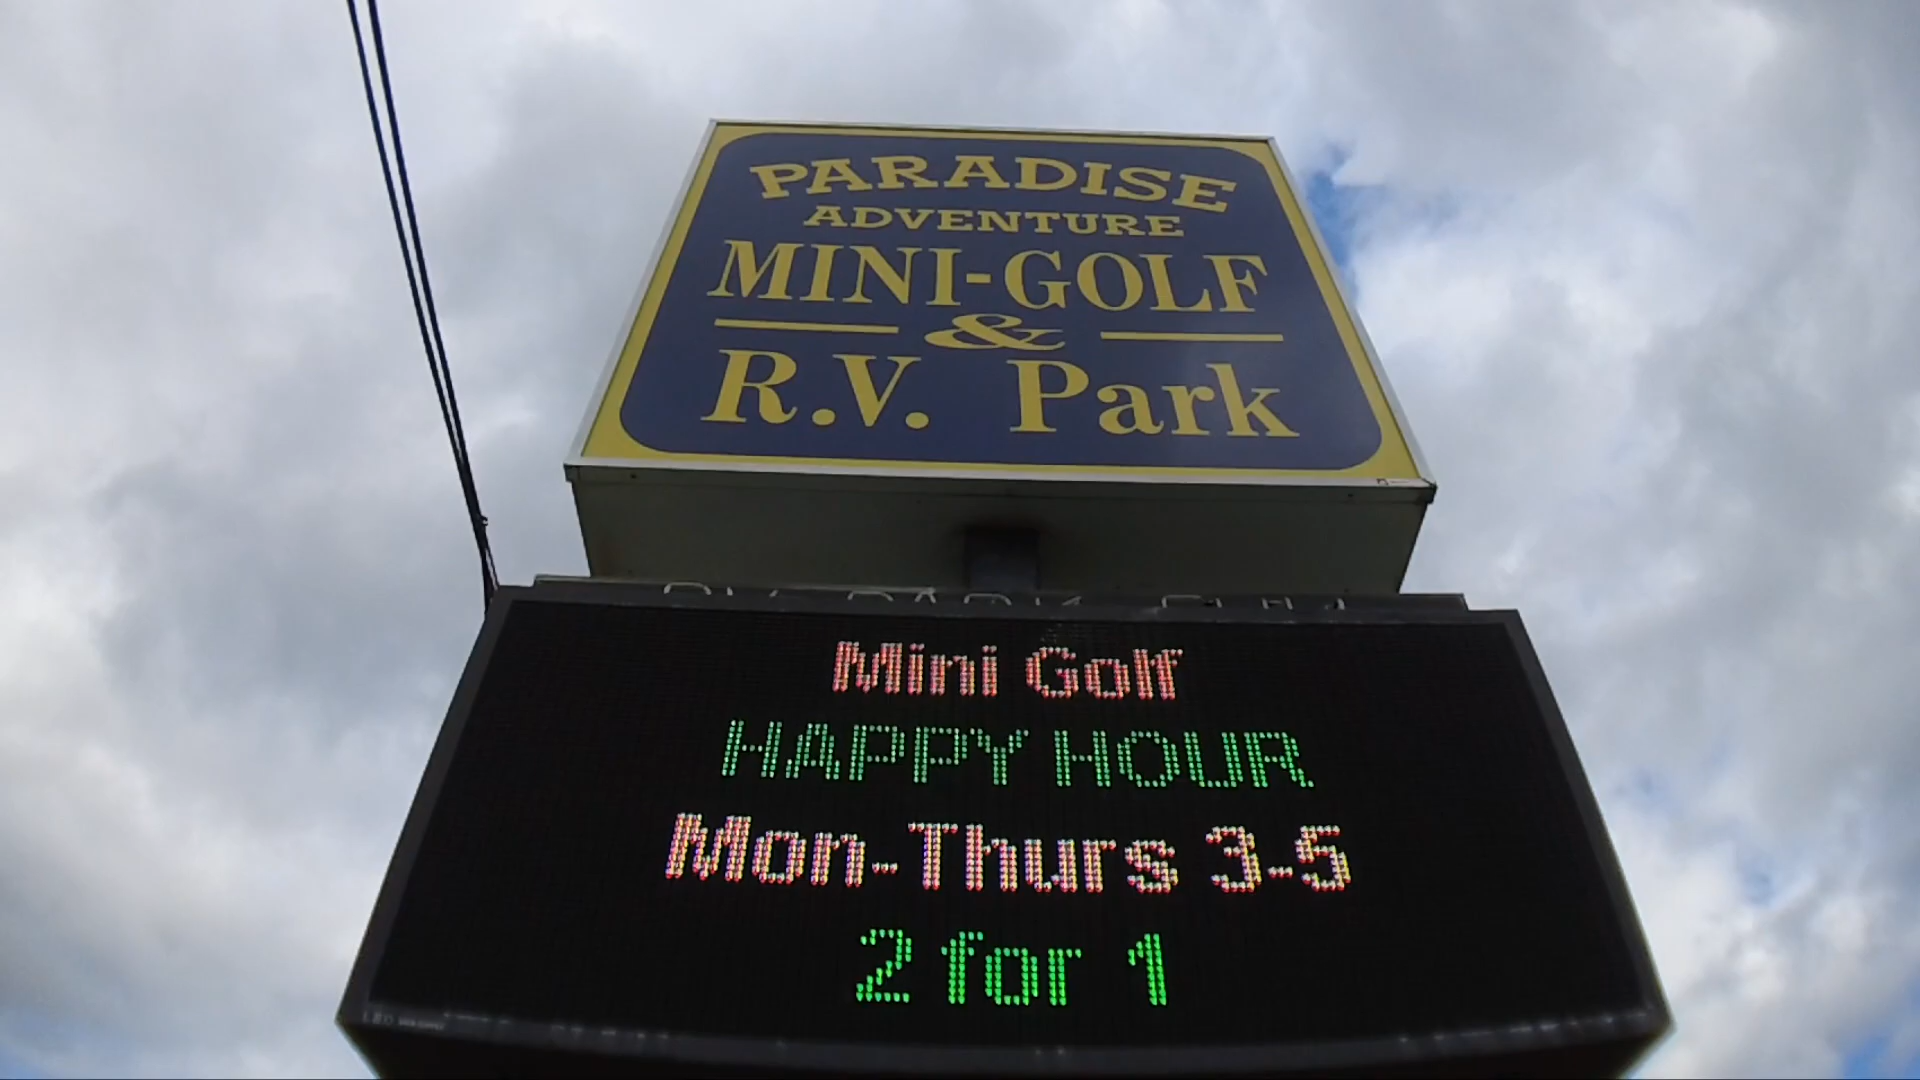 PARADISE
ADVENTURE
MINI-GOLF
&
R.V. Park
Mini Golf
HAPPY HOUR
Mon-Thurs 3-5
2 for 1